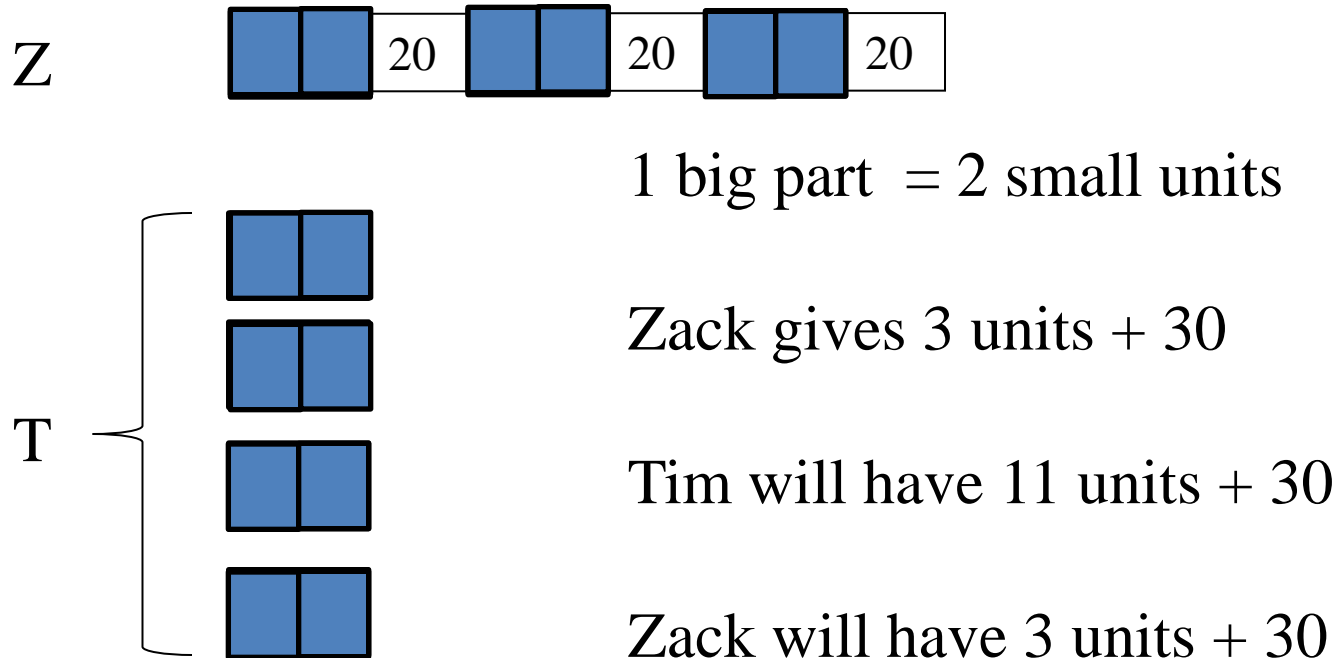 Z 20 20 20
1 big part = 2 small units
Zack gives 3 units + 30
T
Tim will have 11 units + 30
Zack will have 3 units + 30